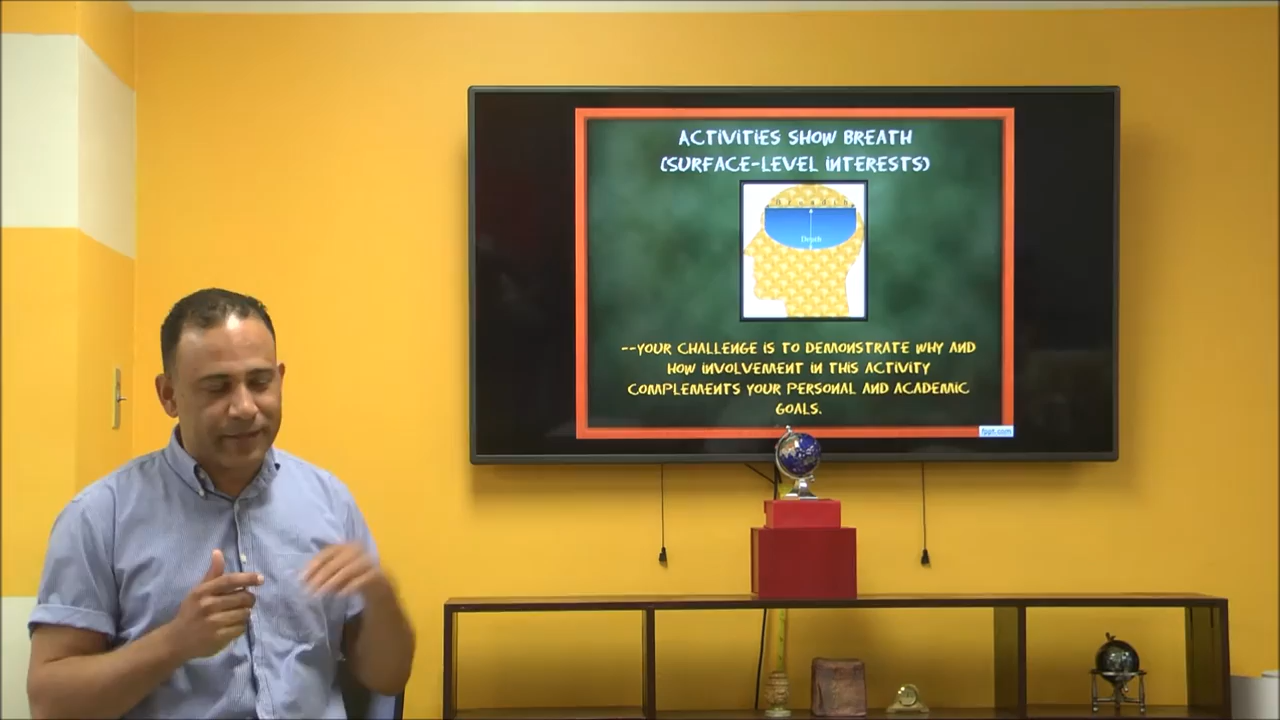 ACTIVITIES SHOW BREATH
(SURFACE-LEVEL INTERESTS)
Depth
--YOUR CHALLENGE IS TO DEMONSTRATE WHY AND
HOW INVOLVEMENT IN THIS ACTIVITY
COMPLEMENTS YOUR PERSONAL AND ACADEMIC
GOALS.
fppt.com